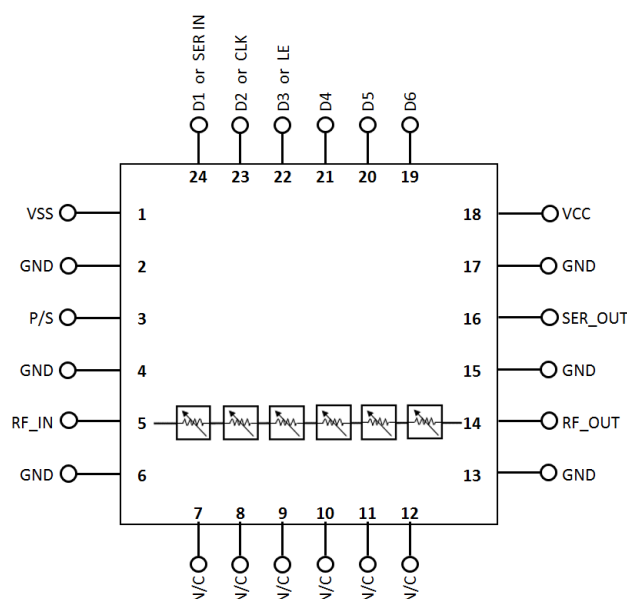 D1 or SER IN
D2 or CLK
D3 or LE
D4
D5
D6
24
23
22
21
20
19
VSS
1
18
VCC
GND
2
17
GND
P/S
3
16
SER_OUT
GND
4
15
GND
RF_IN
5
14
RF_OUT
GND
6
13
GND
7
8
9
10
11
12
N/C
N/C
N/C
N/C
N/C
N/C